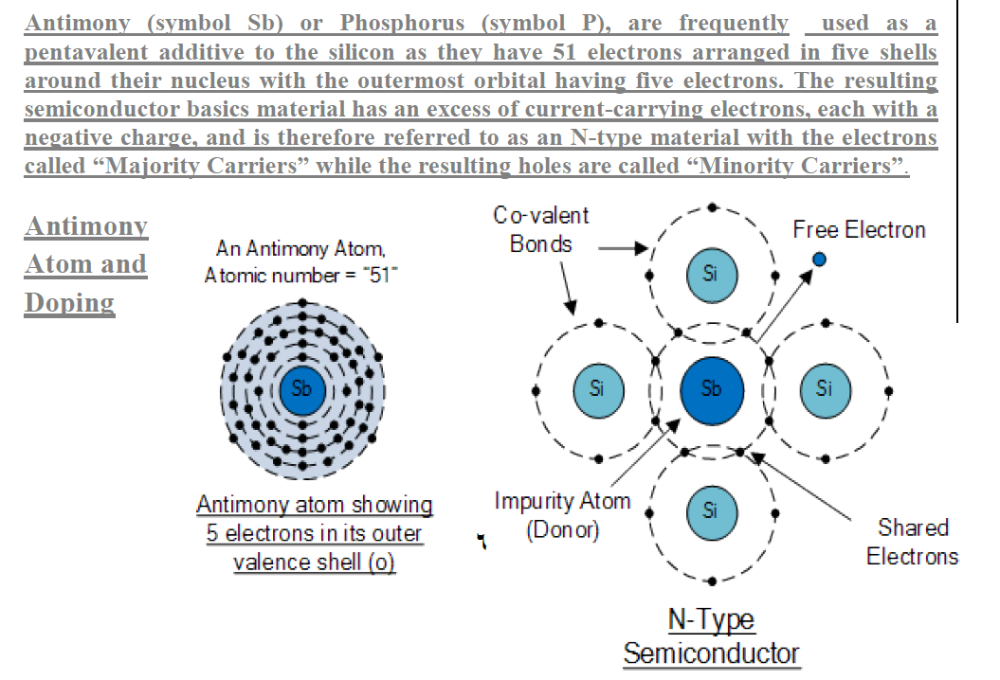 Antimony (symbol Sb) or Phosphorus (symbol P), are frequently used as a
pentavalent additive to the silicon as they have 51 electrons arranged in five shells
around their nucleus with the outermost orbital having five electrons. The resulting
semiconductor basics material has an excess of current-carrying electrons, each with a
negative charge, and is therefore referred to as an N-type material with the electrons
called “Majority Carriers” while the resulting holes are called “Minority Carriers”.
Antimony
Atom and
Doping
An Antimony Atom,
Atomic number = "51"
Sb
Antimony atom showing
5 electrons in its outer
valence shell (o)
Co-valent
Bonds
Free Electron
Si
Si
Sb
Si
Si
Impurity Atom
(Donor)
Shared
Electrons
N-Type
Semiconductor
٦